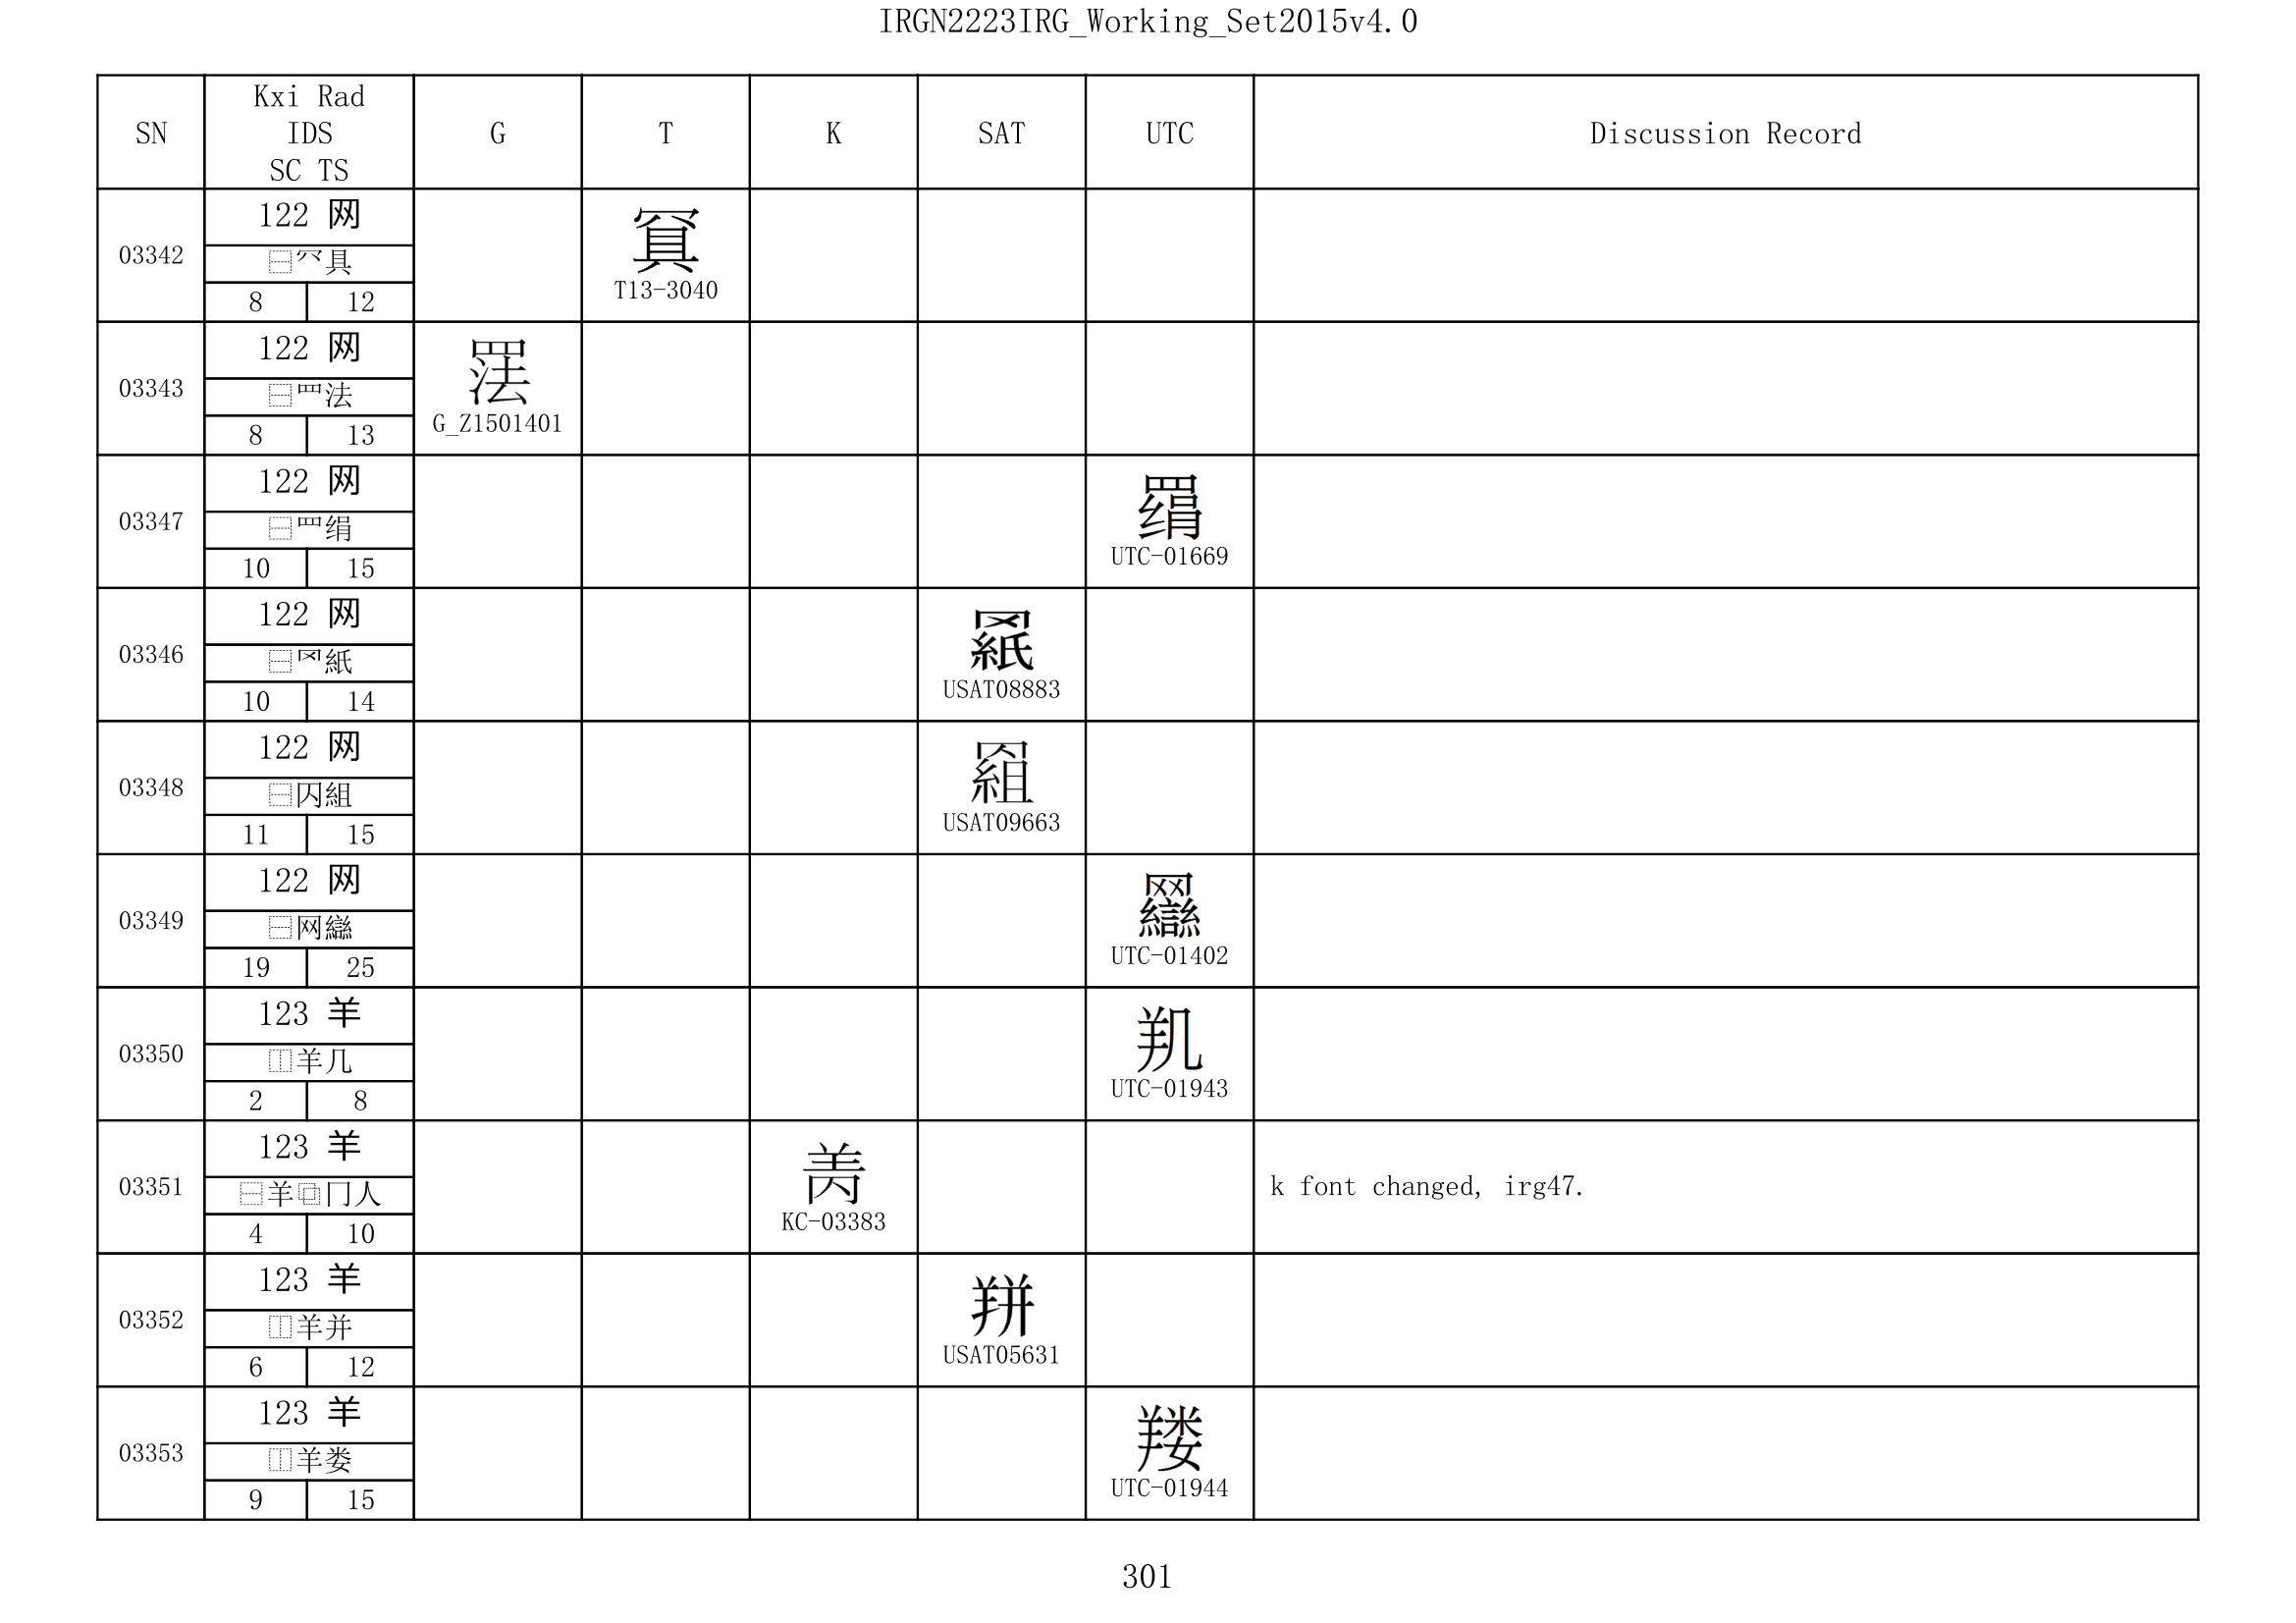 IRGN2223IRG_Working_Set2015v4.0
SN Kxi Rad IDS SC TS G T K SAT UTC Discussion Record
03342 122 网
⿱⺳具
8 12
T13-3040
03343 122 网
⿱罒法
8 13
G_Z1501401
03347 122 网
⿱罒绢
10 15
UTC-01669
03346 122 网
⿱紙
10 14
USAT08883
03348 122 网
⿱㓁組
11 15
USAT09663
03349 122 网
⿱网䜌
19 25
UTC-01402
03350 123 羊
⿰羊几
2 8
UTC-01943
03351 123 羊
⿱羊⿻冂人
4 10
KC-03383
k font changed, irg47.
03352 123 羊
⿰羊并
6 12
USAT05631
03353 123 羊
⿰羊娄
9 15
UTC-01944
301